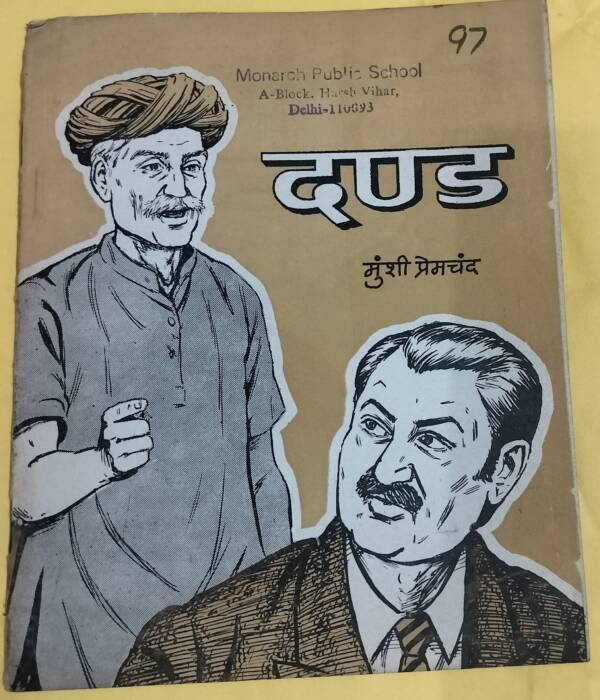 97
Monarch Public School
A-Block, Harsh Vihar,
Delhi-110093
दण्ड
मुंशी प्रेमचंद